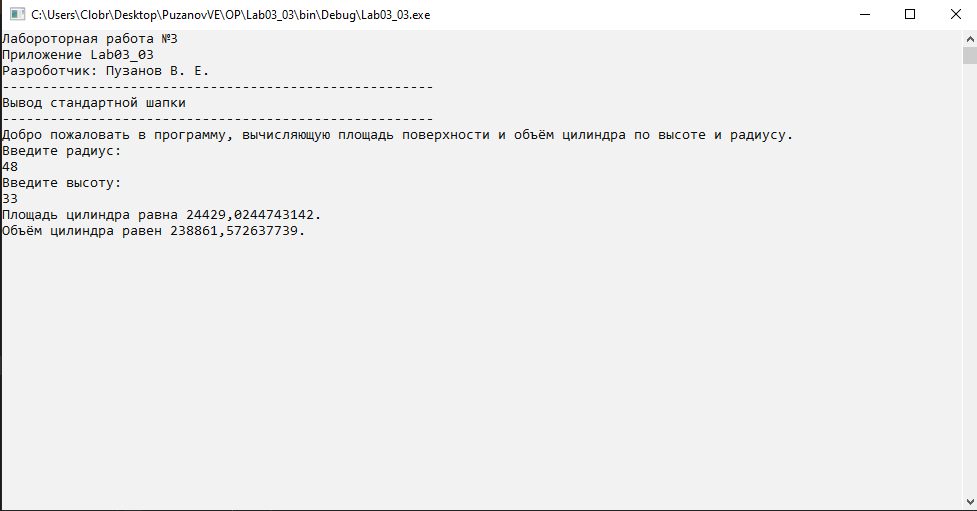 C:\Users\Clobr\Desktop\PuzanovVE\OP\Lab03_03\bin\Debug\Lab03_03.exe
Лабороторная работа №3
Приложение Lab03_03
Разроботчик: Пузанов В. Е.
------------------------------------------------------
Вывод стандартной шапки
------------------------------------------------------
Добро пожаловать в программу, вычисляющую площадь поверхности и объём цилиндра по высоте и радиусу.
Введите радиус:
48
Введите высоту:
33
Площадь цилиндра равна 24429,0244743142.
Объём цилиндра равен 238861,572637739.